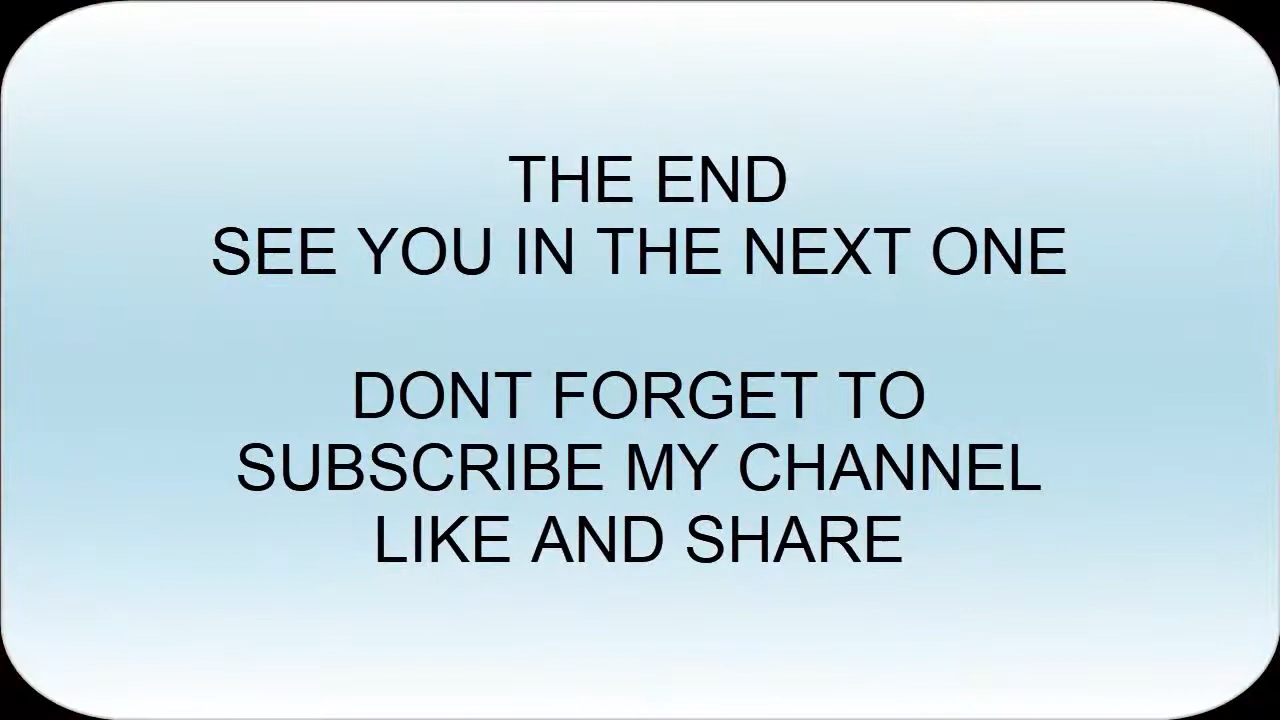 THE END
SEE YOU IN THE NEXT ONE
DONT FORGET TO
SUBSCRIBE MY CHANNEL
LIKE AND SHARE